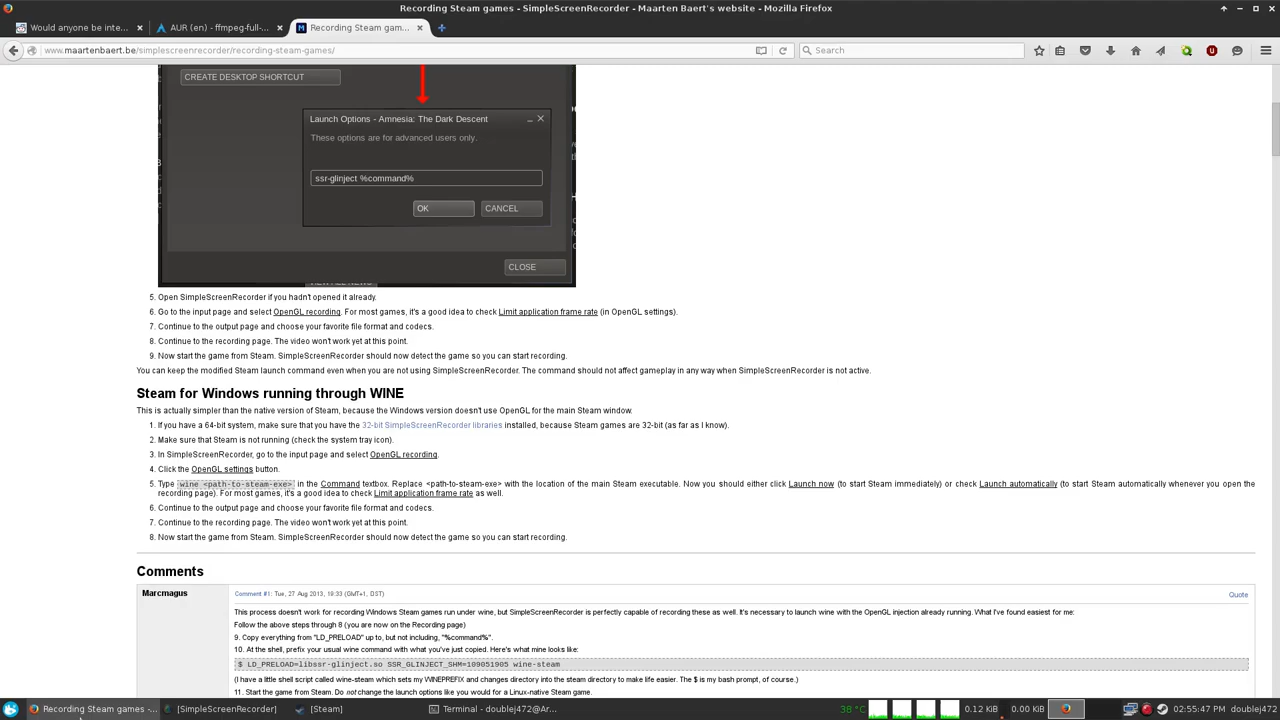 Recording Steam games - SimpleScreenRecorder - Maarten Baert's website - Mozilla Firefox
Would anyone be inte...
AUR (en) - ffmpeg-full-...
Recording Steam gam...
www.maartenbaert.be/simplescreenrecorder/recording-steam-games/
Search
CREATE DESKTOP SHORTCUT
Launch Options - Amnesia: The Dark Descent
These options are for advanced users only.
ssr-glinject %command%
OK
CANCEL
CLOSE
5. Open SimpleScreenRecorder if you hadn't opened it already.
6. Go to the input page and select OpenGL recording. For most games, it's a good idea to check Limit application frame rate (in OpenGL settings).
7. Continue to the output page and choose your favorite file format and codecs.
8. Continue to the recording page. The video won't work yet at this point.
9. Now start the game from Steam. SimpleScreenRecorder should now detect the game so you can start recording.
You can keep the modified Steam launch command even when you are not using SimpleScreenRecorder. The command should not affect gameplay in any way when SimpleScreenRecorder is not active.
Steam for Windows running through WINE
This is actually simpler than the native version of Steam, because the Windows version doesn't use OpenGL for the main Steam window.
1. If you have a 64-bit system, make sure that you have the 32-bit SimpleScreenRecorder libraries installed, because Steam games are 32-bit (as far as I know).
2. Make sure that Steam is not running (check the system tray icon).
3. In SimpleScreenRecorder, go to the input page and select OpenGL recording.
4. Click the OpenGL settings button.
5. Type wine <path-to-steam-exe> in the Command textbox. Replace <path-to-steam-exe> with the location of the main Steam executable. Now you should either click Launch now (to start Steam immediately) or check Launch automatically (to start Steam automatically whenever you open the
recording page). For most games, it's a good idea to check Limit application frame rate as well.
6. Continue to the output page and choose your favorite file format and codecs.
7. Continue to the recording page. The video won't work yet at this point.
8. Now start the game from Steam. SimpleScreenRecorder should now detect the game so you can start recording.
Comments
Marcmagus
Comment #1: Tue, 27 Aug 2013, 19:33 (GMT+1, DST)
Quote
This process doesn't work for recording Windows Steam games run under wine, but SimpleScreenRecorder is perfectly capable of recording these as well. It's necessary to launch wine with the OpenGL injection already running. What I've found easiest for me:
Follow the above steps through 8 (you are now on the Recording page)
9. Copy everything from "LD_PRELOAD" up to, but not including, "%command%".
10. At the shell, prefix your usual wine command with what you've just copied. Here's what mine looks like:
$ LD_PRELOAD=libssr-glinject.so SSR_GLINJECT_SHM=109051905 wine-steam
(I have a little shell script called wine-steam which sets my WINEPREFIX and changes directory into the steam directory to make life easier. The $ is my bash prompt, of course.)
11. Start the game from Steam. Do not change the launch options like you would for a Linux-native Steam game.
Recording Steam games -...
[SimpleScreenRecorder]
[Steam]
Terminal - doublej472@Ar...
38 °C
0.12 KiB
0.00 KiB
02:55:47 PM
doublej472